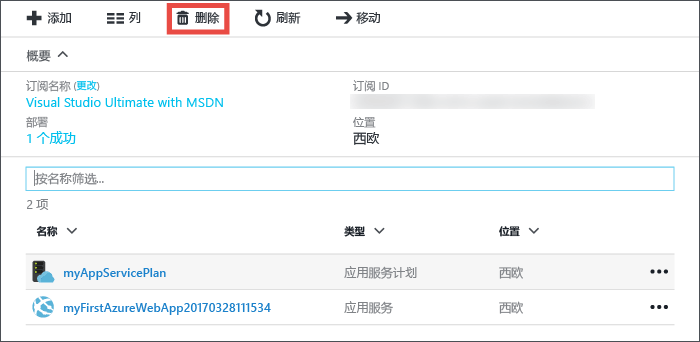 添加 列 删除 刷新 移动
概要
订阅名称 (更改) 订阅 ID
Visual Studio Ultimate with MSDN
部署 位置
1 个成功 西欧
按名称筛选...
2 项
名称 类型 位置
myAppServicePlan 应用服务计划 西欧
myFirstAzureWebApp20170328111534 应用服务 西欧